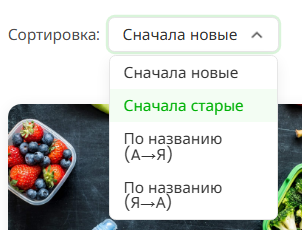 Сортировка: Сначала новые
Сначала новые
Сначала старые
По названию
(А→Я)
По названию
(Я→А)